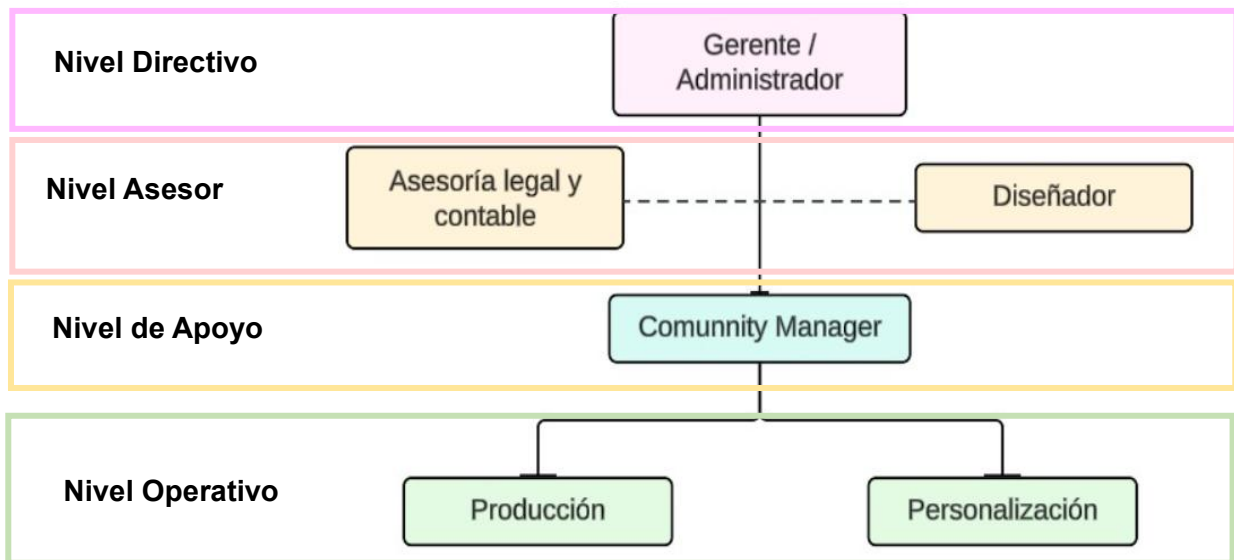 Nivel Directivo
Gerente /
Administrador
Nivel Asesor
Asesoría legal y
contable
Diseñador
Nivel de Apoyo
Comunnity Manager
Nivel Operativo
Producción
Personalización